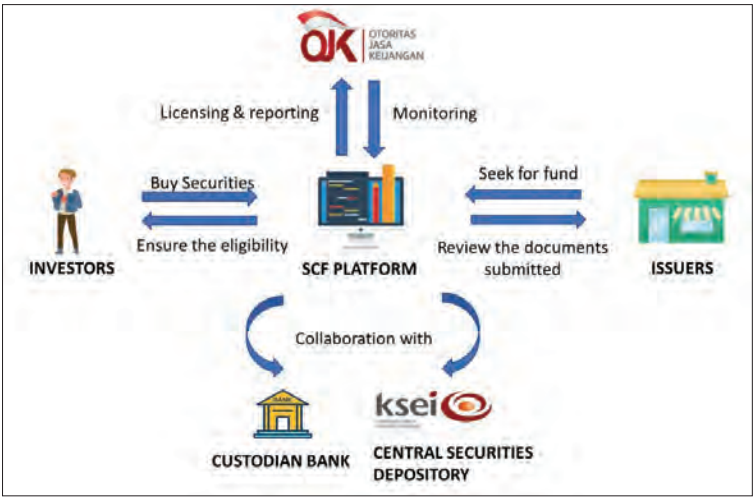 OJK
OTORITAS
JASA
KEUANGAN
Licensing & reporting
Monitoring
Buy Securities
Seek for fund
Ensure the eligibility
Review the documents
submitted
INVESTORS
SCF PLATFORM
ISSUERS
Collaboration with
BANK
ksei
CUSTODIAN BANK
CENTRAL SECURITIES
DEPOSITORY